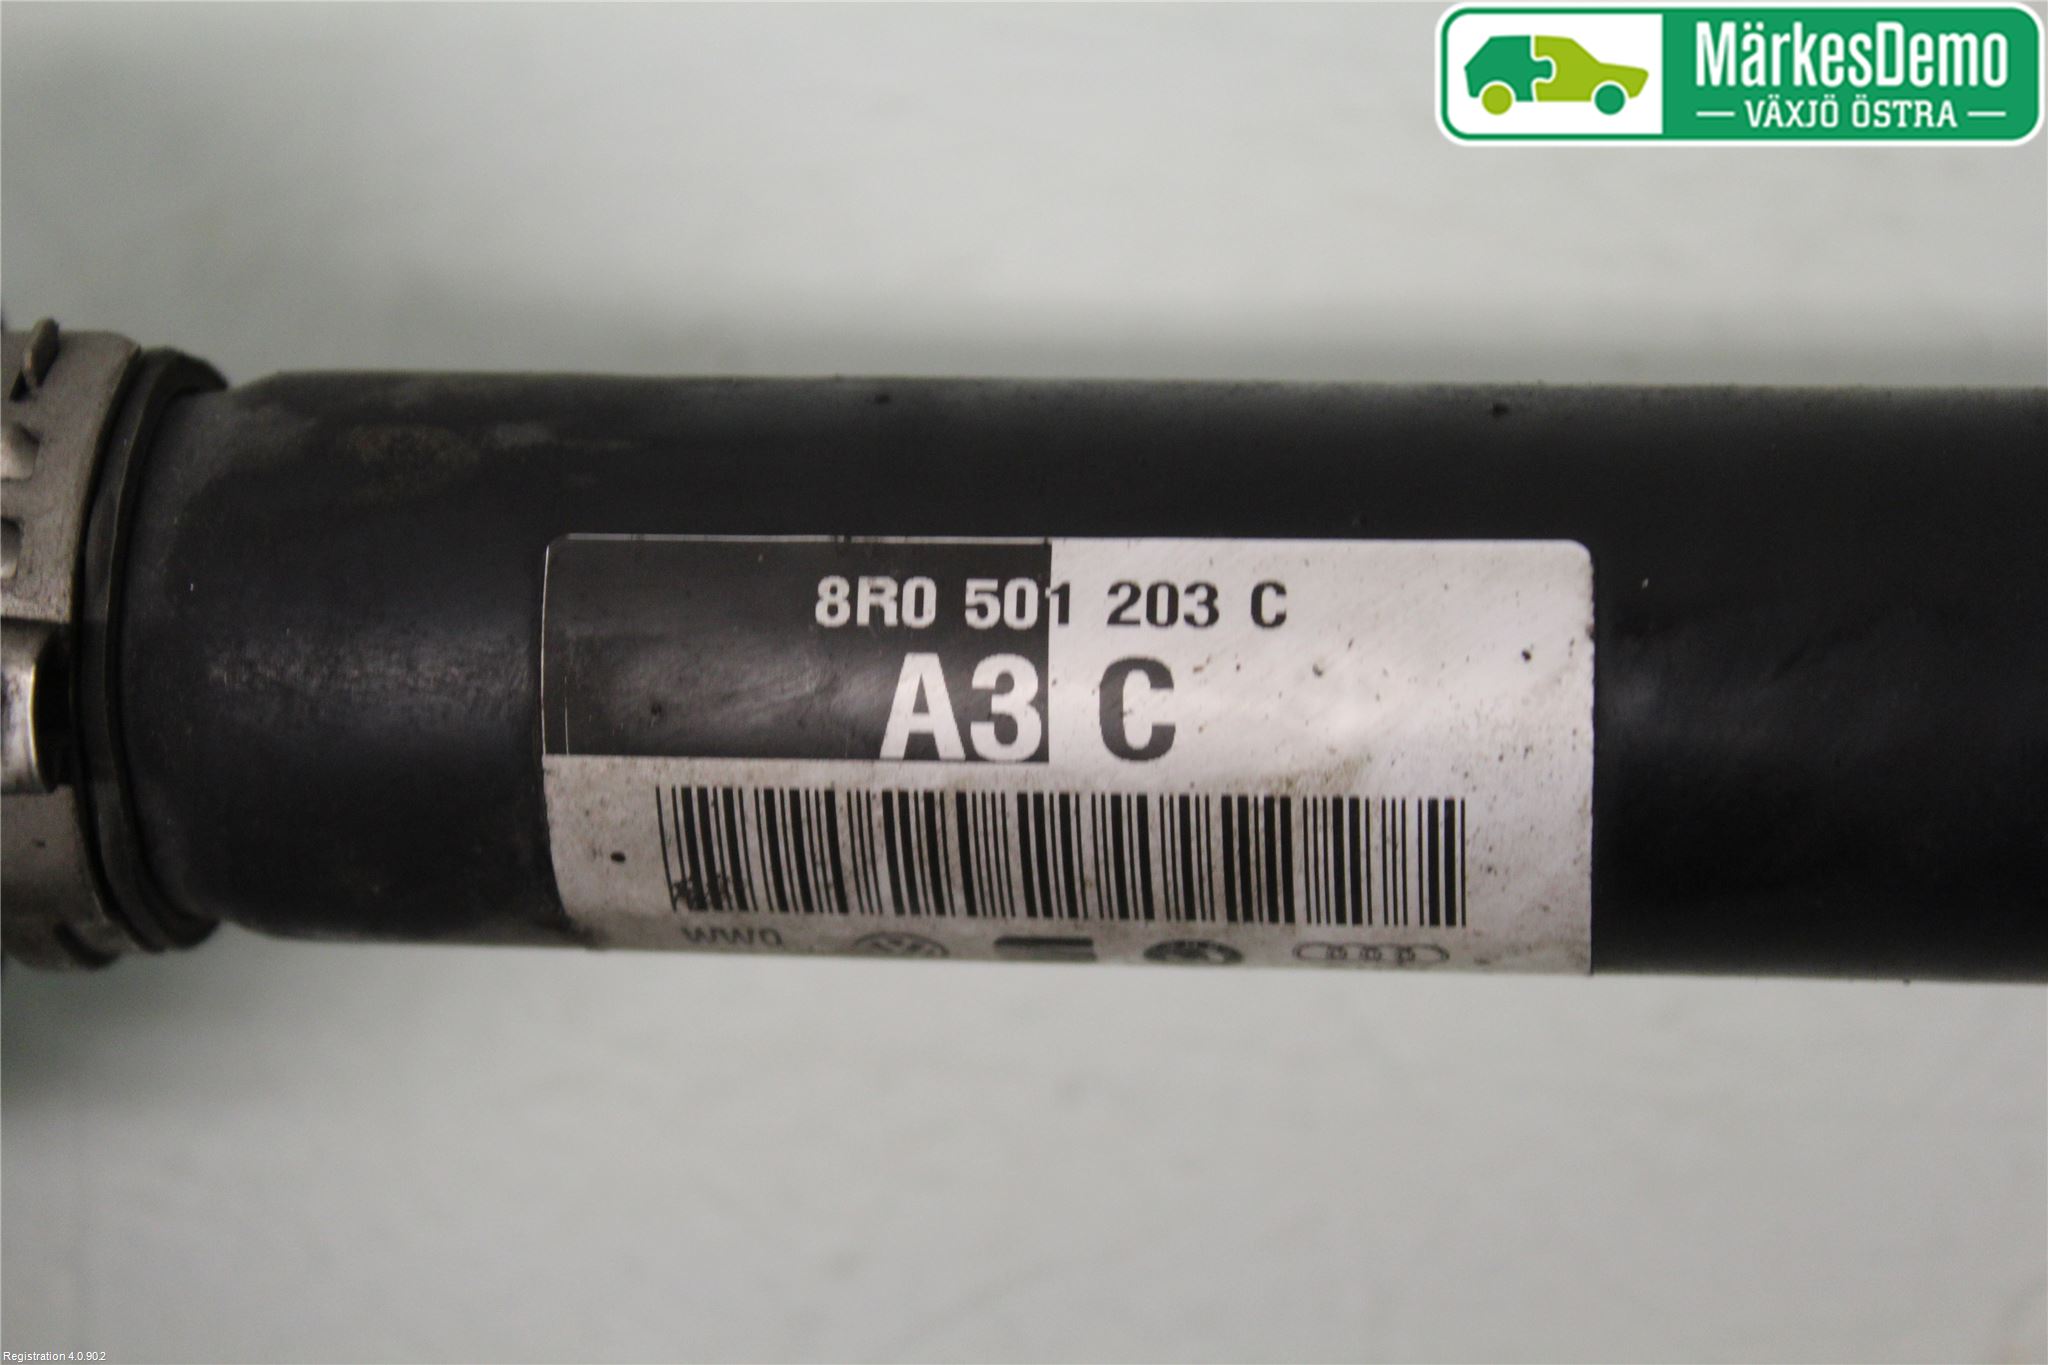 MärkesDemo
VÄXJÖ ÖSTRA
8R0 501 203 C
A3 C
Registration 4.0.902